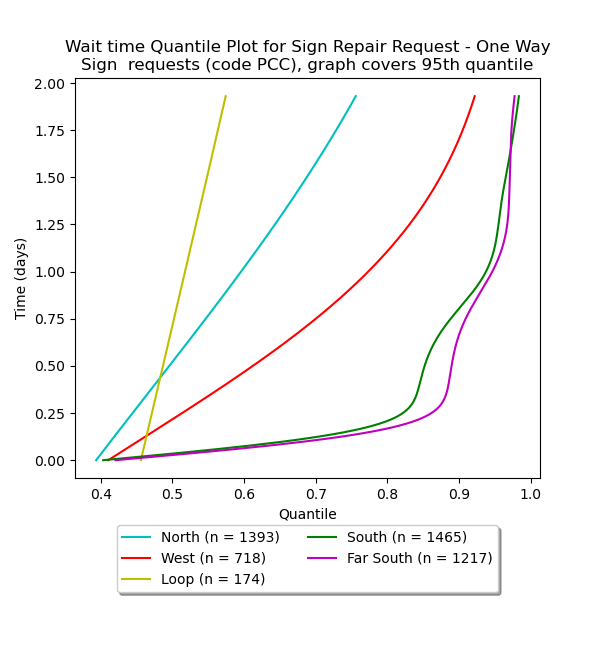 Wait time Quantile Plot for Sign Repair Request - One Way
Sign  requests (code PCC), graph covers 95th quantile
2.00
1.75
1.50
1.25
1.00
0.75
0.50
0.25
0.00
Time (days)
0.4 0.5 0.6 0.7 0.8 0.9 1.0
Quantile
North (n = 1393)
West (n = 718)
Loop (n = 174)
South (n = 1465)
Far South (n = 1217)